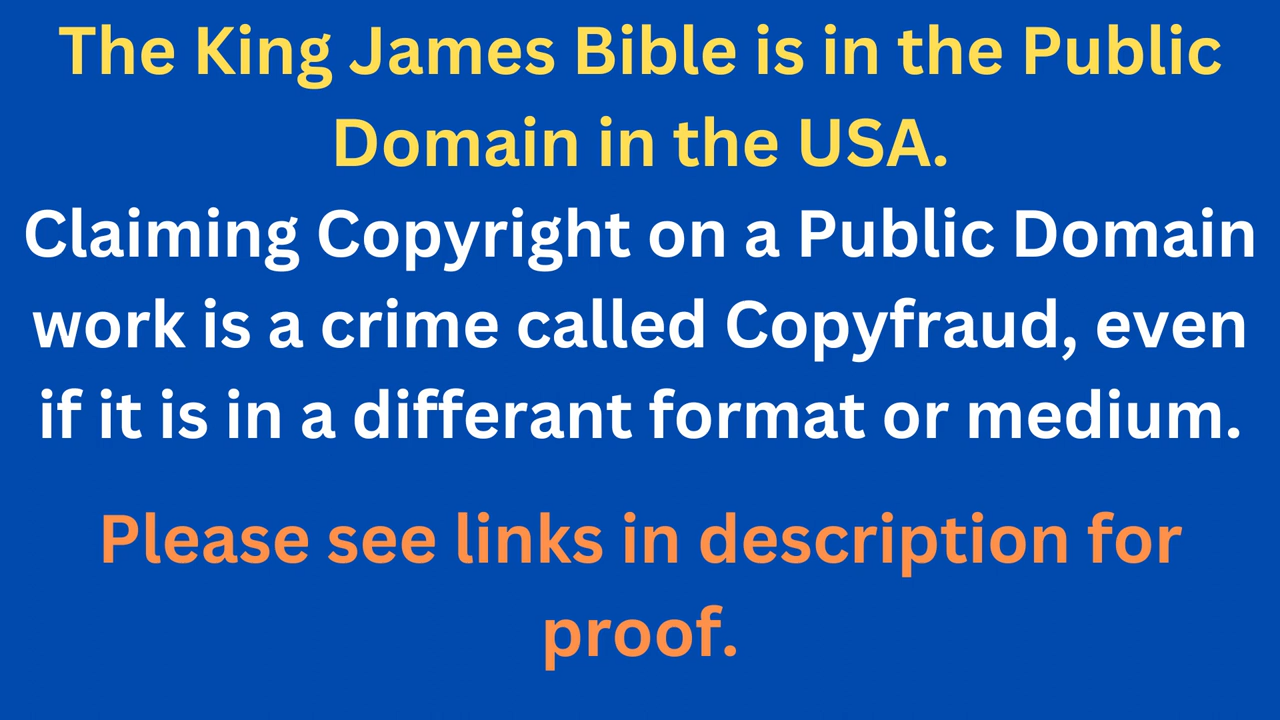 The King James Bible is in the Public
Domain in the USA.
Claiming Copyright on a Public Domain
work is a crime called Copyfraud, even
if it is in a differant format or medium.
Please see links in description for
proof.